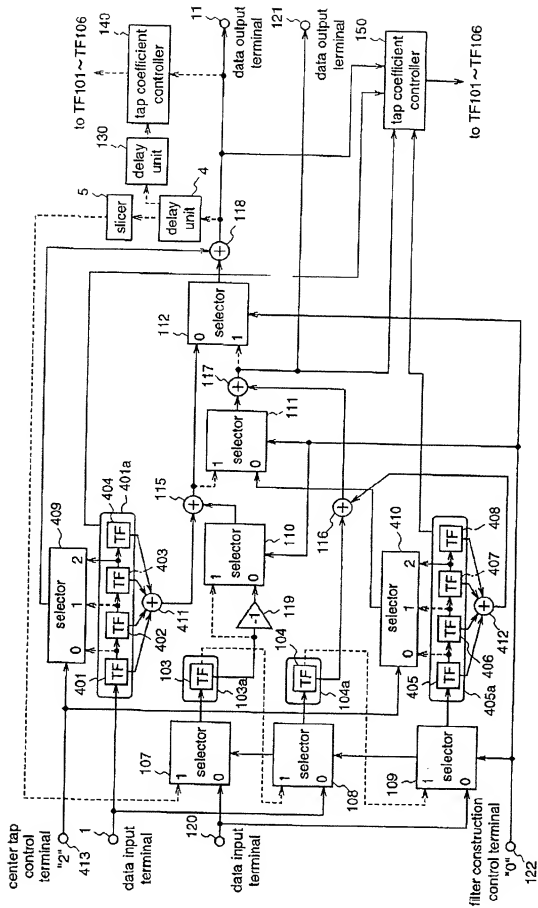 center tap
control
terminal
"2"
413
data input
terminal
1
data input
terminal
120
filter construction
control terminal
"0"
122
selector
0
1
2
409
401
TF
402
TF
403
TF
404
TF
401a
411
selector
1
0
107
selector
1
0
108
selector
1
0
109
TF
103
103a
TF
104
104a
-1
119
selector
1
0
110
115
116
selector
0
1
2
410
405
TF
406
TF
407
TF
408
TF
405a
412
selector
1
0
111
117
selector
0
1
112
118
slicer
5
delay
unit
4
delay
unit
130
tap coefficient
controller
140
to TF101~TF106
11
data output
terminal
121
data output
terminal
tap coefficient
controller
150
to TF101~TF106